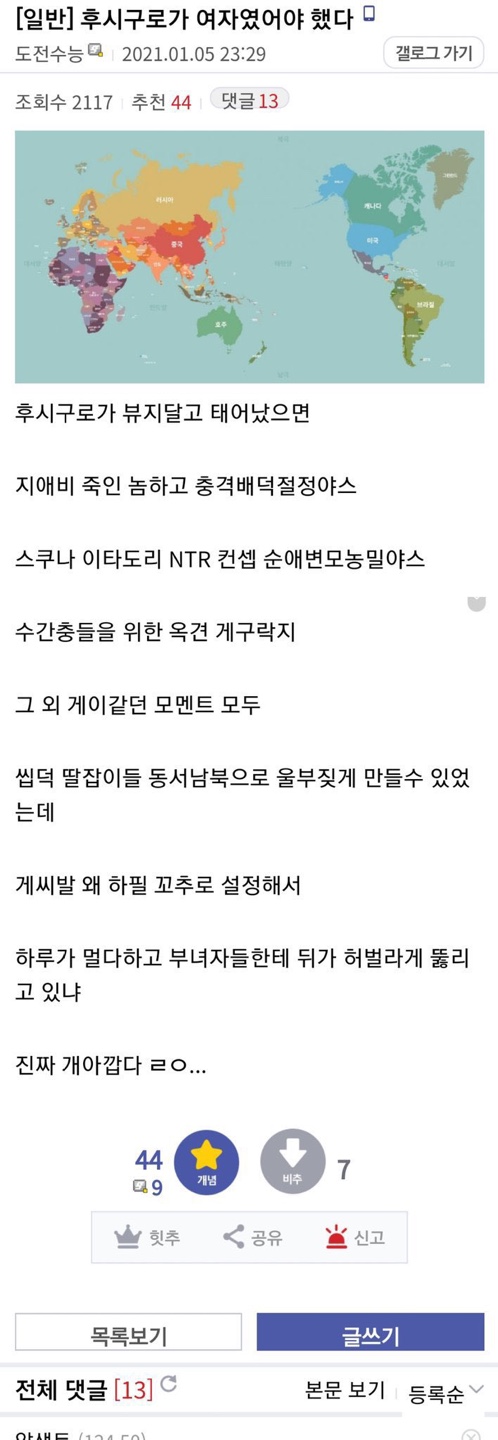 [일반] 후시구로가 여자였어야 했다
도전수능 2021.01.05 23:29
갤로그 가기
조회수 2117 추천 44 댓글 13
러시아
중국
호주
캐나다
미국
브라질
후시구로가 뷰지달고 태어났으면
지애비 죽인 놈하고 충격배덕절정야스
스쿠나 이타도리 NTR 컨셉 순애변모농밀야스
수간충들을 위한 옥견 게구락지
그 외 게이같던 모멘트 모두
씹덕 딸잡이들 동서남북으로 울부짖게 만들수 있었
는데
게씨발 왜 하필 꼬추로 설정해서
하루가 멀다하고 부녀자들한테 뒤가 허벌라게 뚫리
고 있냐
진짜 개아깝다 ㄹㅇ...
44
9
개념
비추
7
힛추 공유 신고
목록보기 글쓰기
전체 댓글 [13] 본문 보기 등록순